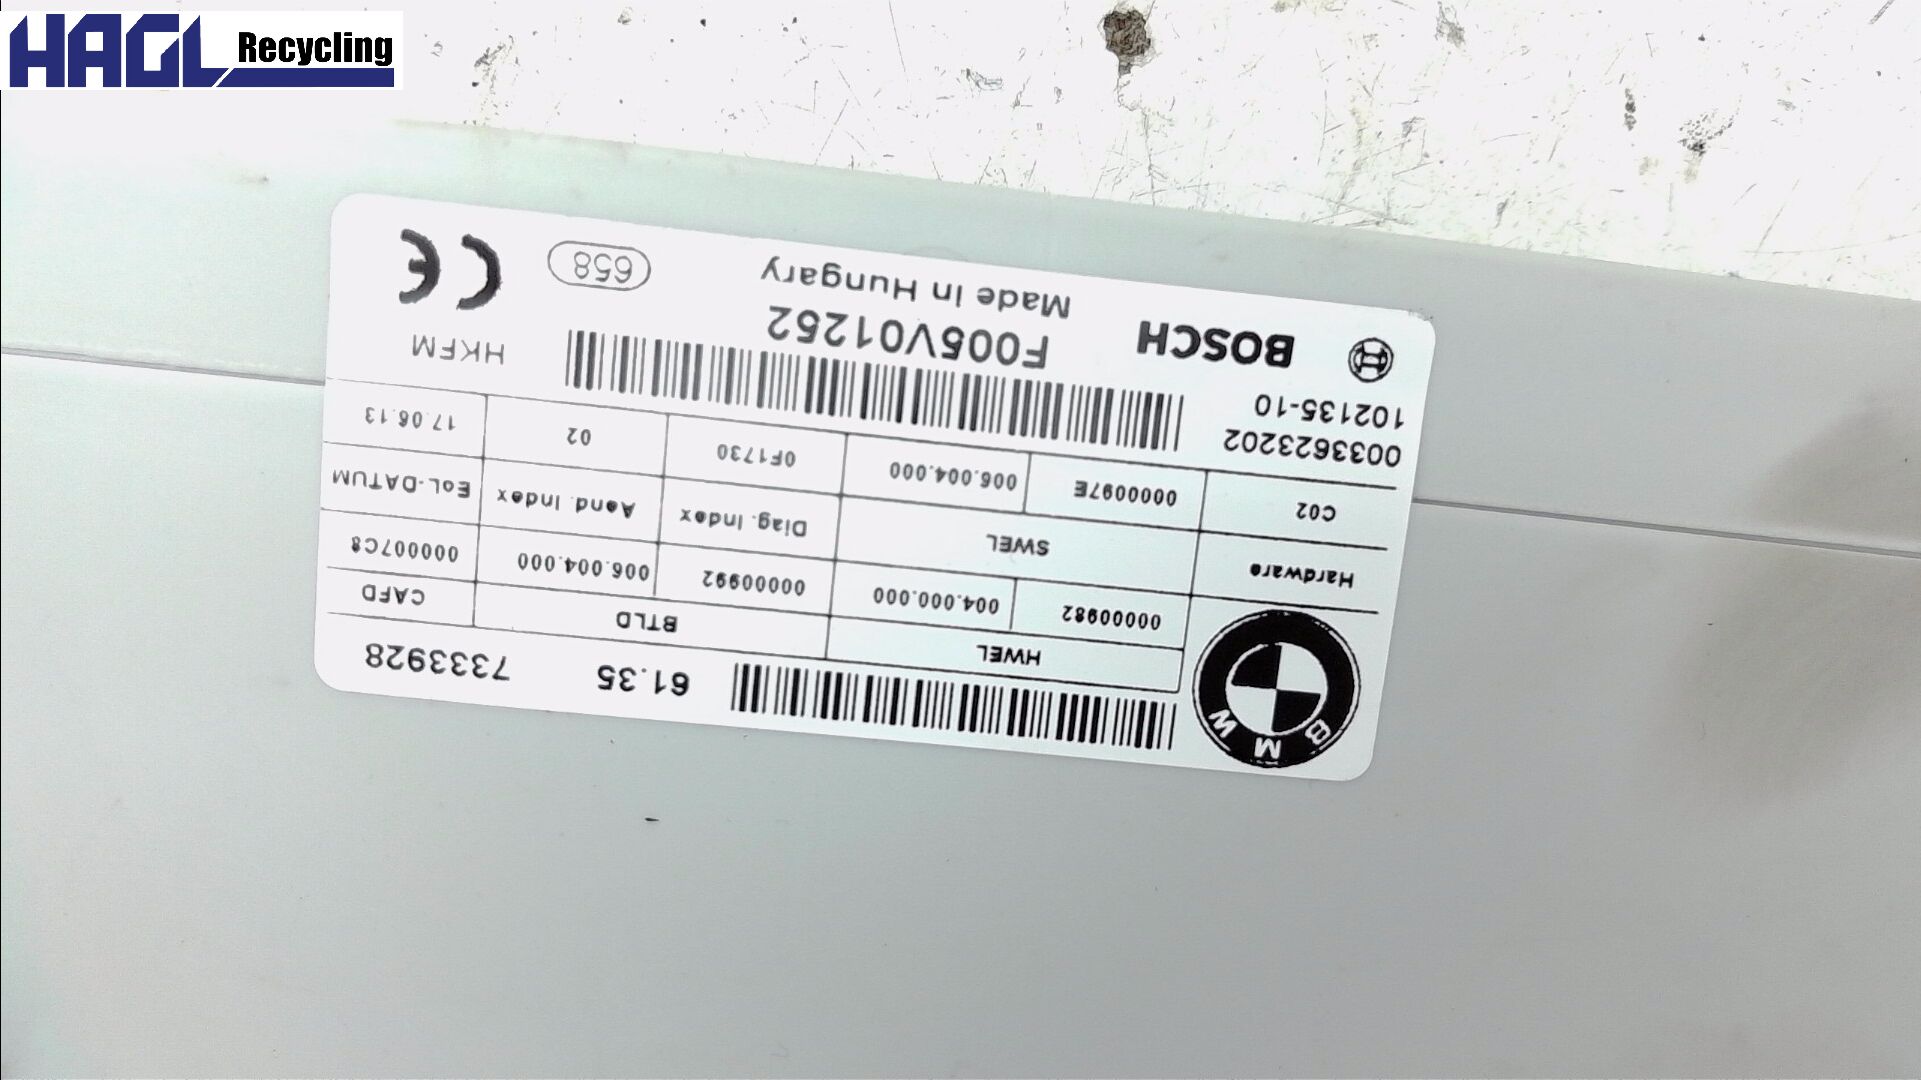 HAGL Recycling
B M W
61.35 7333928
HWEL BTLD CAFD
00000982 004.000.000 00000992 006.004.000 000007C8
Hardware SWEL Diag. Index Aend. Index EoL-DATUM
C02 0000097E 006.004.000 0F1730 02 17.06.13
0033623202
102135-10
HKFM
F005V01252
BOSCH Made in Hungary 658 CE